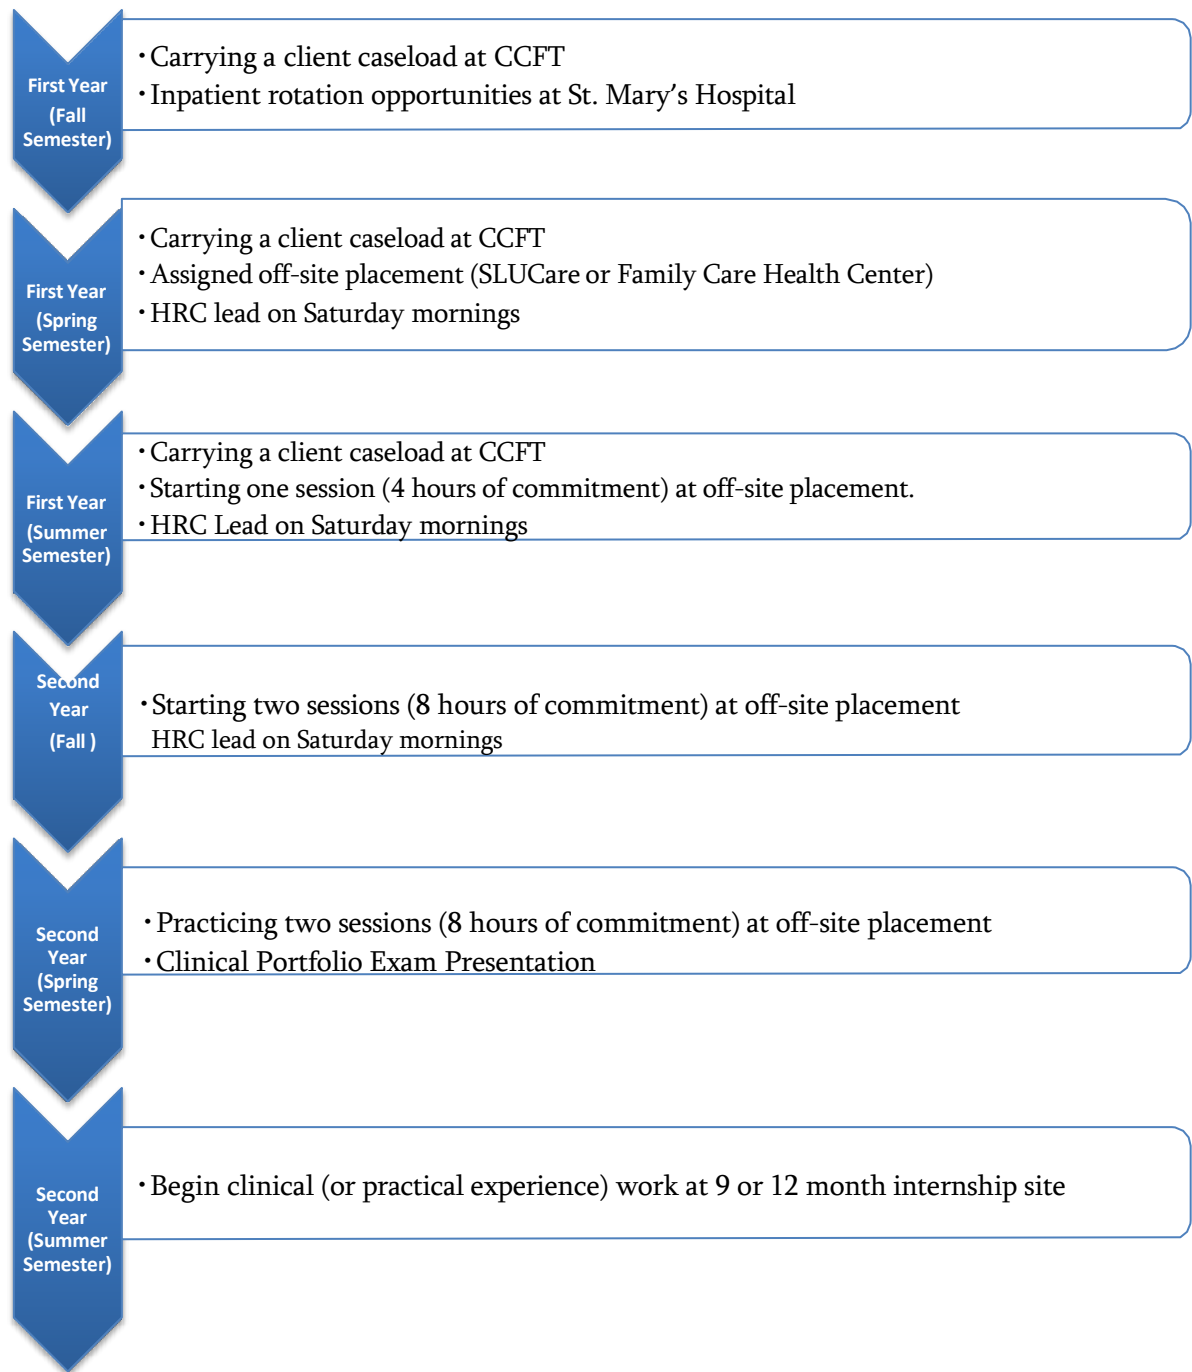 First Year
(Fall
Semester)
·Carrying a client caseload at CCFT
·Inpatient rotation opportunities at St. Mary’s Hospital
First Year
(Spring
Semester)
·Carrying a client caseload at CCFT
·Assigned off-site placement (SLUCare or Family Care Health Center)
·HRC lead on Saturday mornings
First Year
(Summer
Semester)
·Carrying a client caseload at CCFT
·Starting one session (4 hours of commitment) at off-site placement.
·HRC Lead on Saturday mornings
Second
Year
(Fall )
·Starting two sessions (8 hours of commitment) at off-site placement
HRC lead on Saturday mornings
Second
Year
(Spring
Semester)
·Practicing two sessions (8 hours of commitment) at off-site placement
·Clinical Portfolio Exam Presentation
Second
Year
(Summer
Semester)
·Begin clinical (or practical experience) work at 9 or 12 month internship site